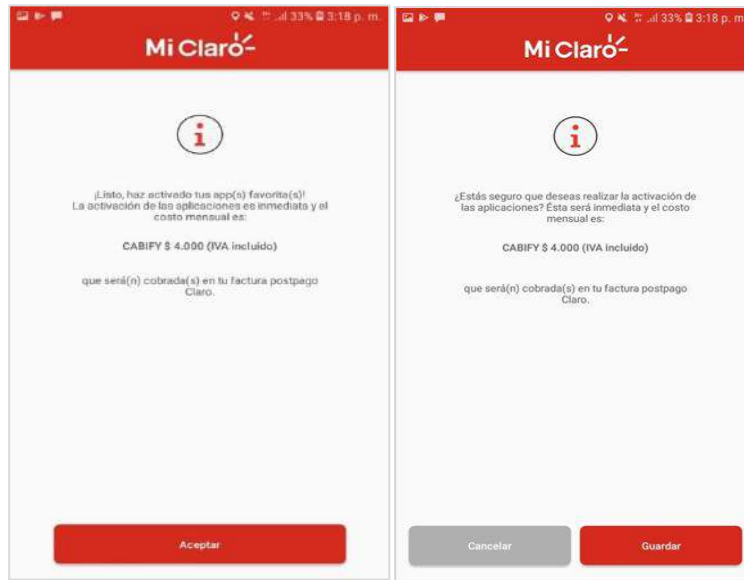 33% 3:18 p. m.
Mi Claro
i
¡Listo, haz activado tus app(s) favorita(s)!
La activación de las aplicaciones es inmediata y el
costo mensual es:
CABIFY $ 4.000 (IVA incluido)
que será(n) cobrada(s) en tu factura postpago
Claro.
Aceptar
33% 3:18 p. m
Mi Claro
i
¿Estás seguro que deseas realizar la activación de
las aplicaciones? Ésta será inmediata y el costo
mensual es:
CABIFY $ 4.000 (IVA incluido)
que será(n) cobrada(s) en tu factura postpago
Claro.
Cancelar
Guardar